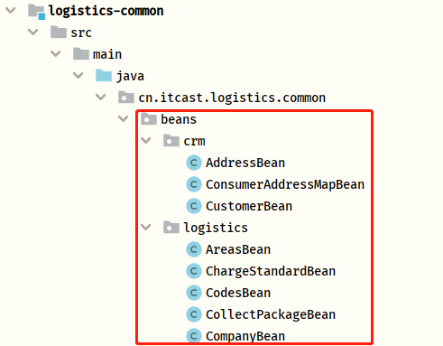 logistics-common
src
main
java
cn.itcast.logistics.common
beans
crm
C AddressBean
C ConsumerAddressMapBean
C CustomerBean
logistics
C AreasBean
C ChargeStandardBean
C CodesBean
C CollectPackageBean
C CompanyBean